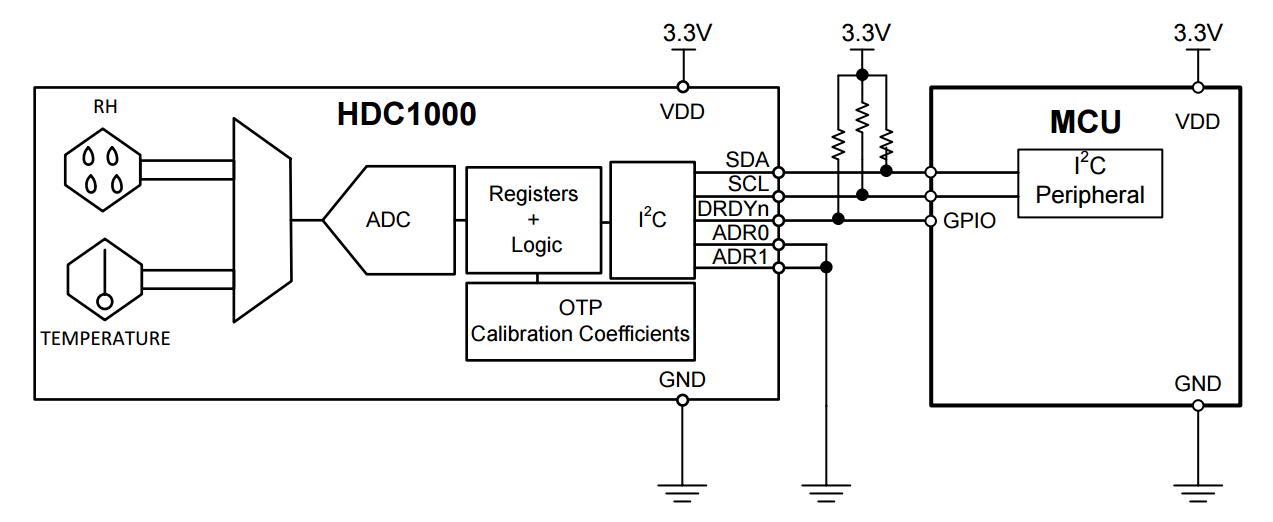 3.3V
3.3V
3.3V
HDC1000
RH
VDD
MCU
VDD
SDA
SCL
DRDYn
ADR0
ADR1
I²C
Peripheral
GPIO
ADC
Registers
+
Logic
I²C
OTP
Calibration Coefficients
TEMPERATURE
GND
GND